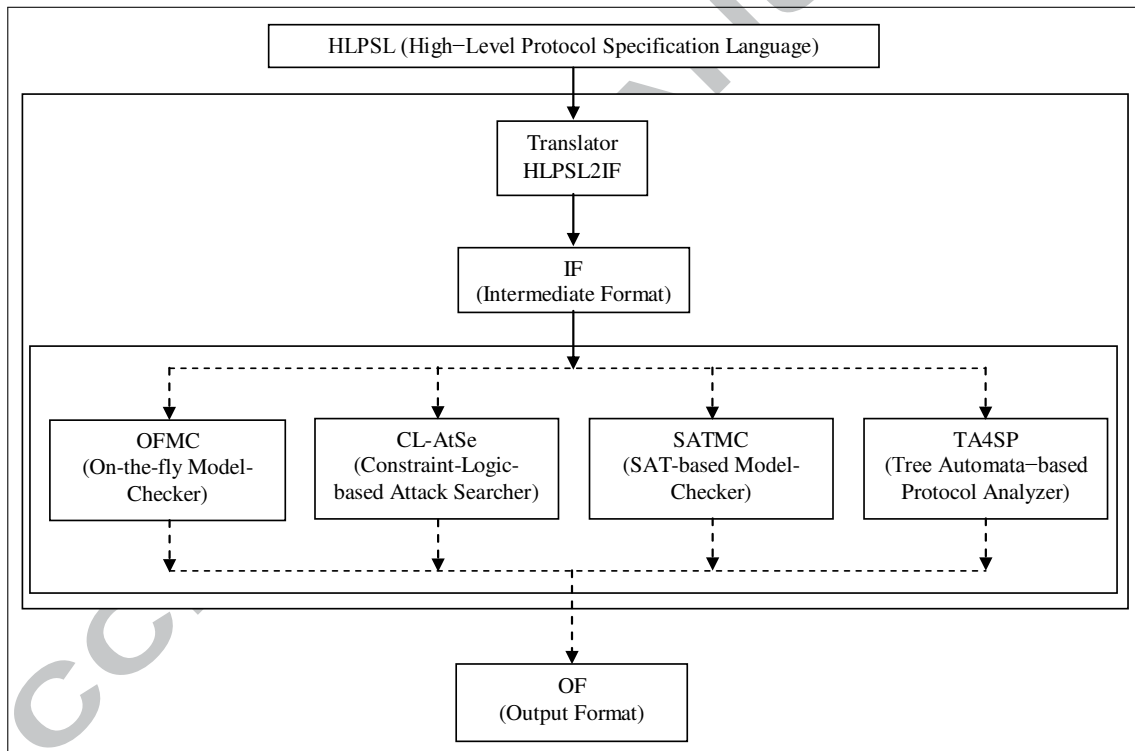 HLPSL (High−Level Protocol Specification Language)
Translator
HLPSL2IF
IF
(Intermediate Format)
OFMC
(On-the-fly Model-
Checker)
CL-AtSe
(Constraint-Logic-
based Attack Searcher)
SATMC
(SAT-based Model-
Checker)
TA4SP
(Tree Automata−based
Protocol Analyzer)
OF
(Output Format)